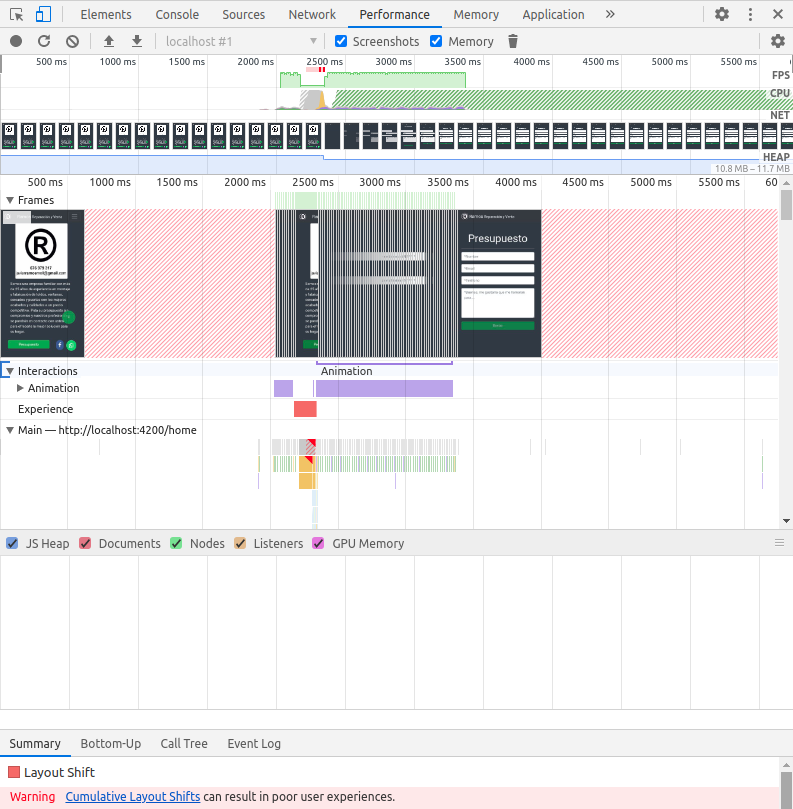 Elements Console Sources Network Performance Memory Security Application »
localhost #1 Screenshots Memory
500 ms 1000 ms 1500 ms 2000 ms 2500 ms 3000 ms 3500 ms 4000 ms 4500 ms 5000 ms 5500 ms
FPS
CPU
NET
HEAP
10.8 MB – 11.7 MB
500 ms 1000 ms 1500 ms 2000 ms 2500 ms 3000 ms 3500 ms 4000 ms 4500 ms 5000 ms 5500 ms 60
Frames
Presupuesto
Presupuesto
Interactions
Animation
Animation
Experience
Main — http://localhost:4200/home
JS Heap Documents Nodes Listeners GPU Memory
Summary Bottom-Up Call Tree Event Log
Layout Shift
Warning Cumulative Layout Shifts can result in poor user experiences.